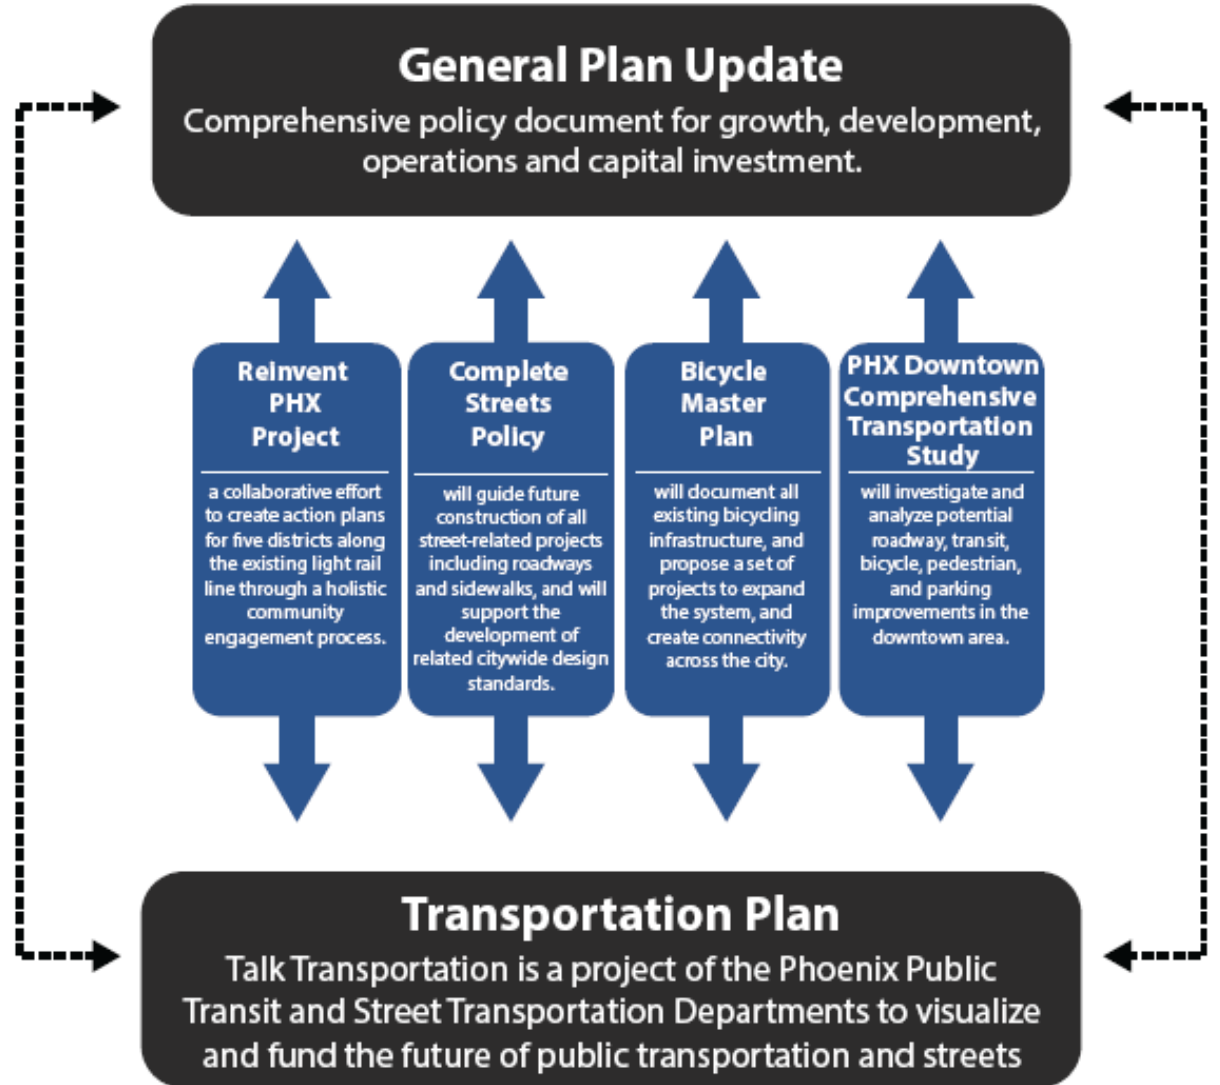 General Plan Update
Comprehensive policy document for growth, development,
operations and capital investment.
Reinvent
PHX
Project
a collaborative effort
to create action plans
for five districts along
the existing light rail
line through a holistic
community
engagement process.
Complete
Streets
Policy
will guide future
construction of all
street-related projects
including roadways
and sidewalks, and will
support the
development of
related citywide design
standards.
Bicycle
Master
Plan
will document all
existing bicycling
infrastructure, and
propose a set of
projects to expand
the system, and
create connectivity
across the city.
PHX Downtown
Comprehensive
Transportation
Study
will investigate and
analyze potential
roadway, transit,
bicycle, pedestrian,
and parking
improvements in the
downtown area.
Transportation Plan
Talk Transportation is a project of the Phoenix Public
Transit and Street Transportation Departments to visualize
and fund the future of public transportation and streets